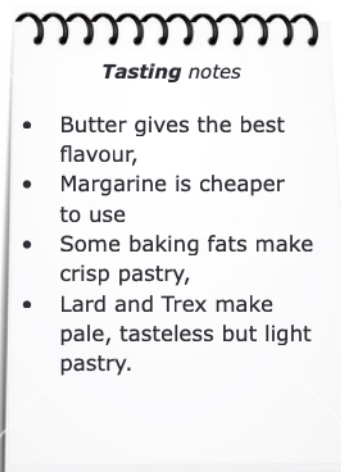 Tasting notes
• Butter gives the best
flavour,
• Margarine is cheaper
to use
• Some baking fats make
crisp pastry,
• Lard and Trex make
pale, tasteless but light
pastry.